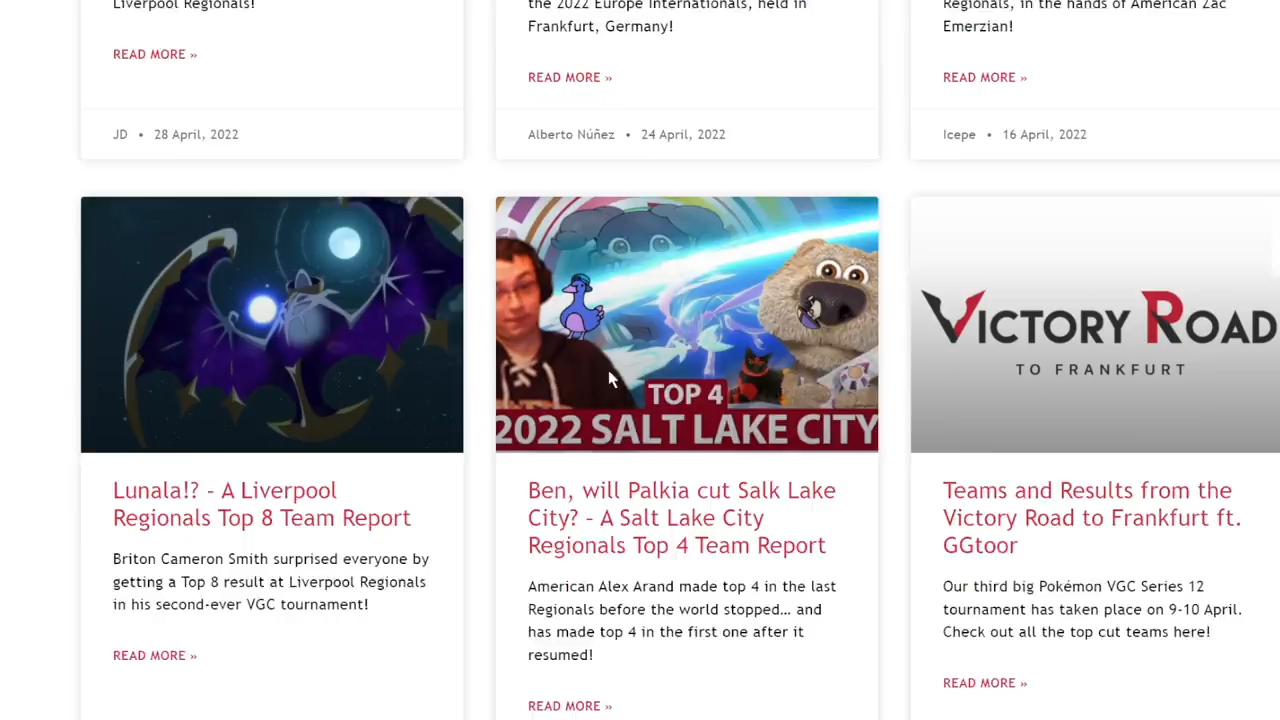 Liverpool Regionals!
READ MORE »
JD • 28 April, 2022
the 2022 Europe Internationals, held in
Frankfurt, Germany!
READ MORE »
Alberto Núñez • 24 April, 2022
Regionals, in the hands of American Zac
Emerzian!
READ MORE »
Icepe • 16 April, 2022
Lunala!? – A Liverpool
Regionals Top 8 Team Report
Briton Cameron Smith surprised everyone by
getting a Top 8 result at Liverpool Regionals
in his second-ever VGC tournament!
READ MORE »
TOP 4
2022 SALT LAKE CITY
Ben, will Palkia cut Salk Lake
City? – A Salt Lake City
Regionals Top 4 Team Report
American Alex Arand made top 4 in the last
Regionals before the world stopped… and
has made top 4 in the first one after it
resumed!
READ MORE »
VICTORY ROAD
TO FRANKFURT
Teams and Results from the
Victory Road to Frankfurt ft.
GGtoor
Our third big Pokémon VGC Series 12
tournament has taken place on 9-10 April.
Check out all the top cut teams here!
READ MORE »